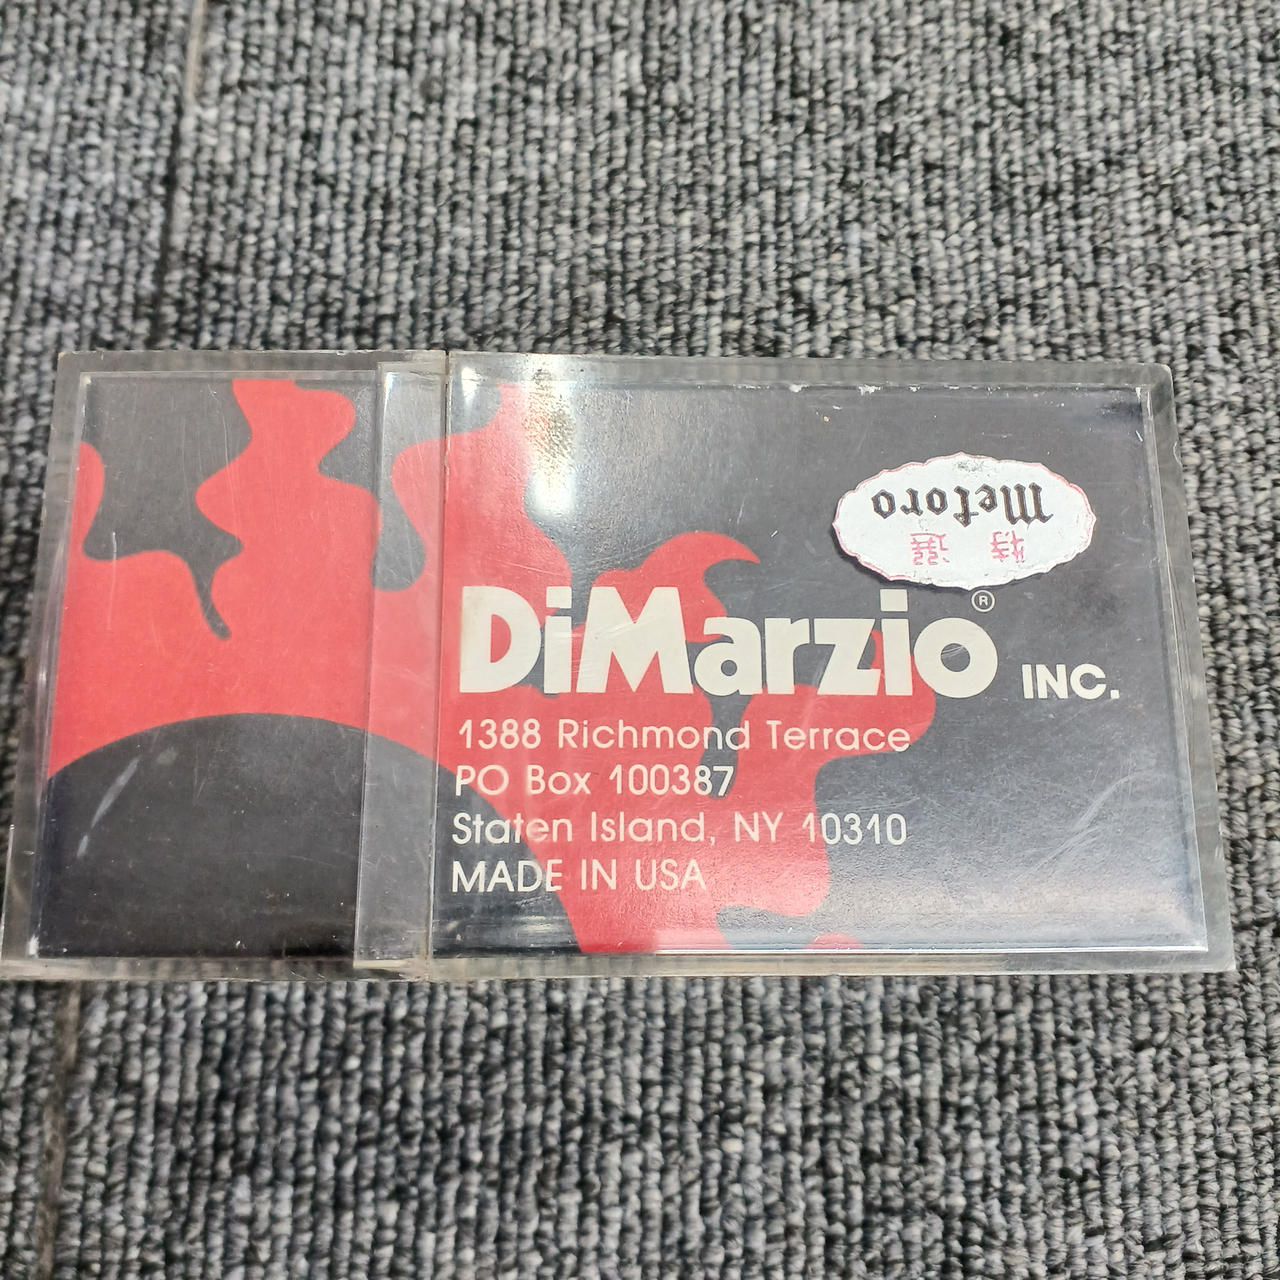 Metoro
特選
DiMarzio® INC.
1388 Richmond Terrace
PO Box 100387
Staten Island, NY 10310
MADE IN USA